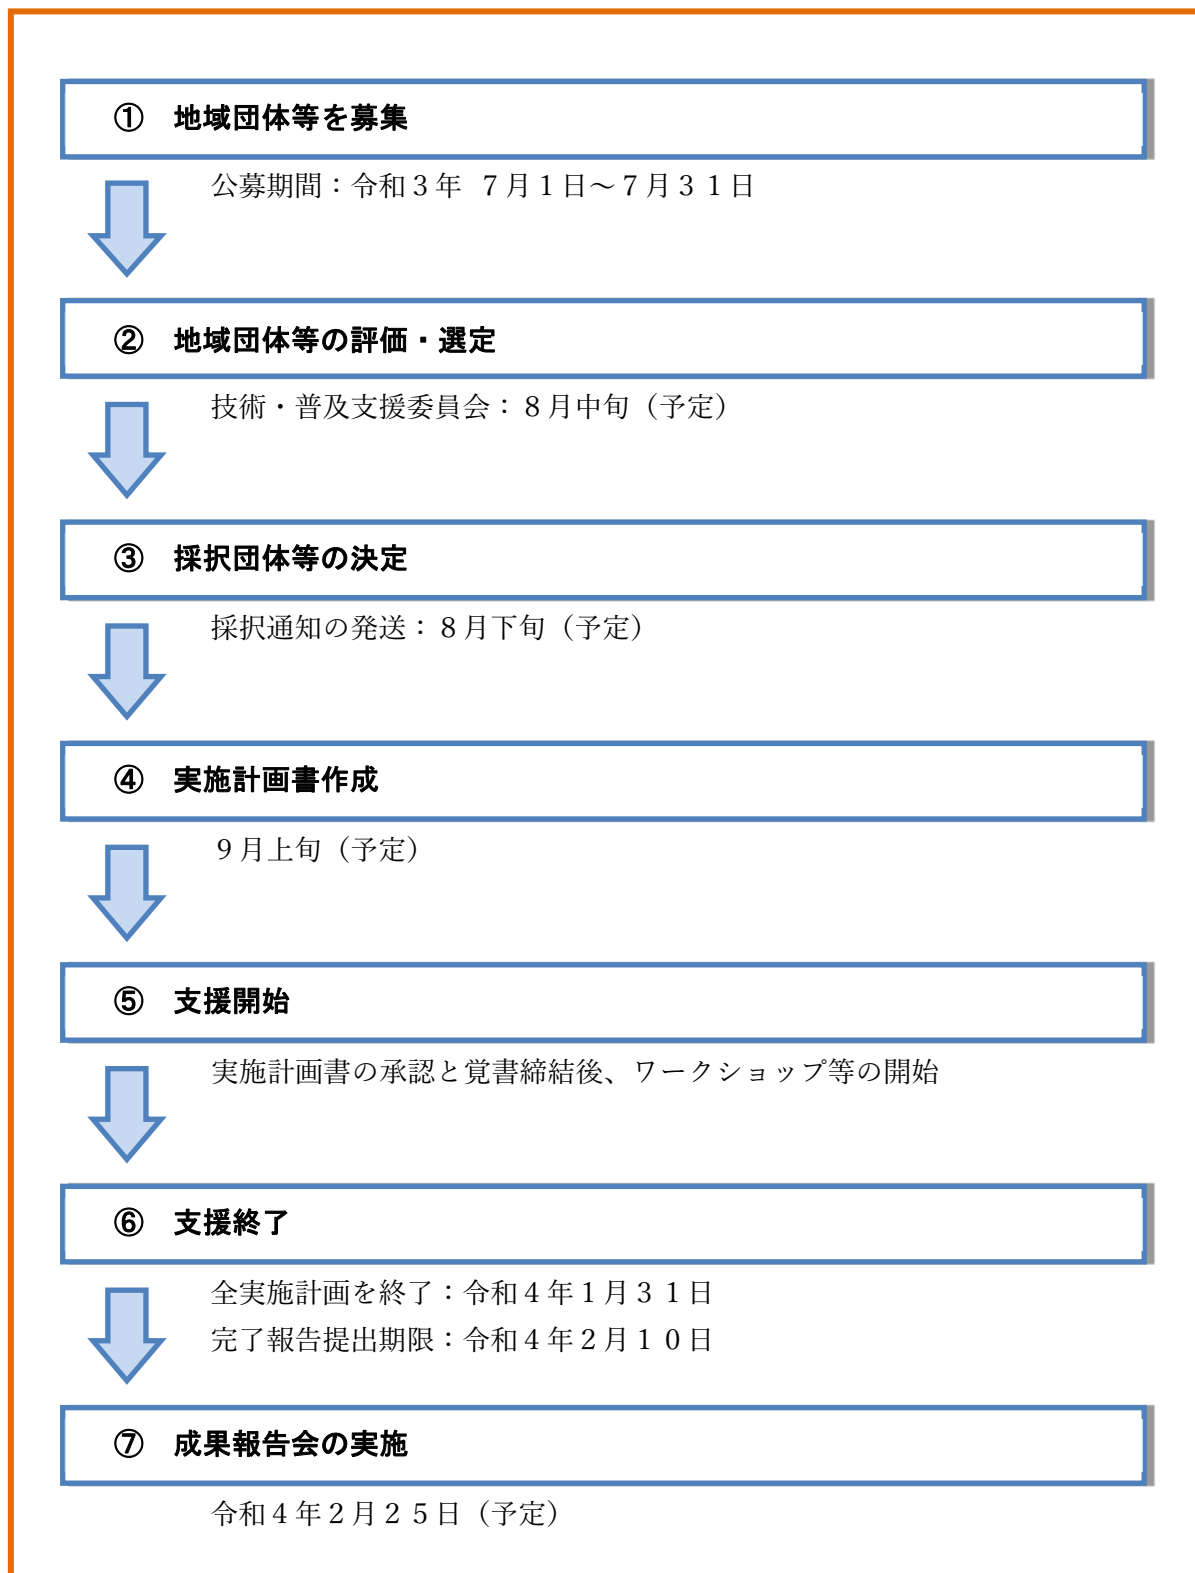 ① 地域団体等を募集
公募期間：令和３年 ７月１日～７月３１日
② 地域団体等の評価・選定
技術・普及支援委員会：８月中旬（予定）
③ 採択団体等の決定
採択通知の発送：８月下旬（予定）
④ 実施計画書作成
９月上旬（予定）
⑤ 支援開始
実施計画書の承認と覚書締結後、ワークショップ等の開始
⑥ 支援終了
全実施計画を終了：令和４年１月３１日
完了報告提出期限：令和４年２月１０日
⑦ 成果報告会の実施
令和４年２月２５日（予定）